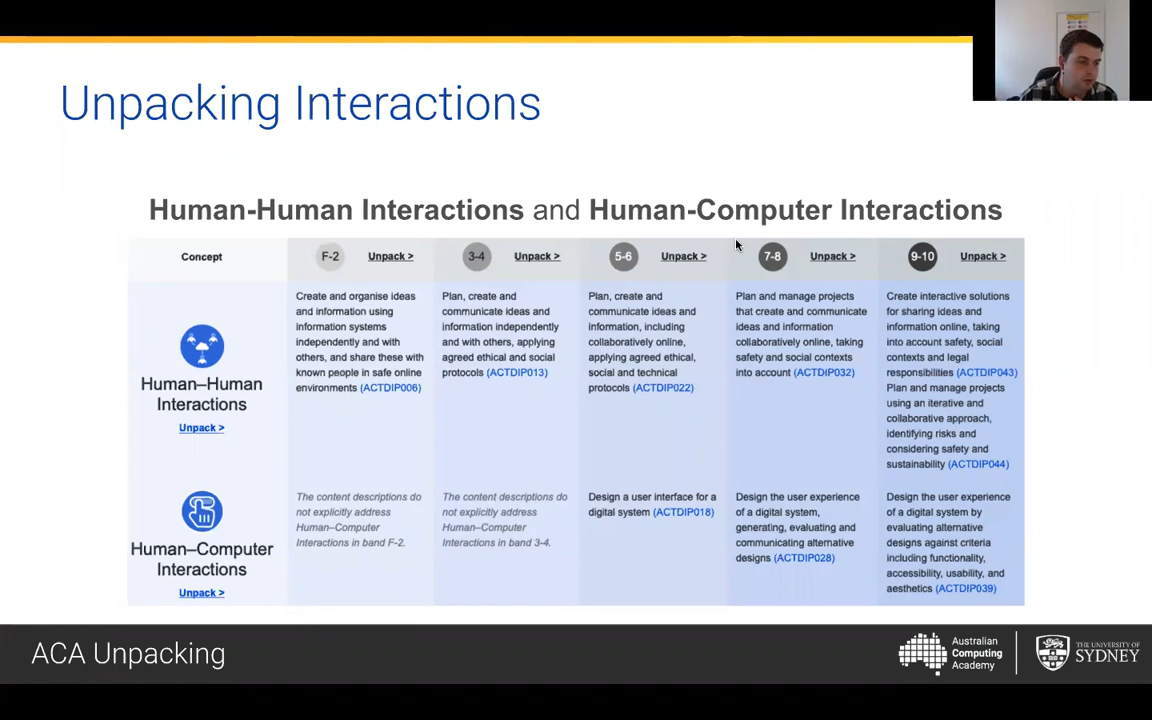 Unpacking Interactions
Human-Human Interactions and Human-Computer Interactions
Concept
F-2 Unpack >
3-4 Unpack >
5-6 Unpack >
7-8 Unpack >
9-10 Unpack >
Human–Human
Interactions
Unpack >
Create and organise ideas
and information using
information systems
independently and with
others, and share these with
known people in safe online
environments (ACTDIP006)
Plan, create and
communicate ideas and
information independently
and with others, applying
agreed ethical and social
protocols (ACTDIP013)
Plan, create and
communicate ideas and
information, including
collaboratively online,
applying agreed ethical,
social and technical
protocols (ACTDIP022)
Plan and manage projects
that create and communicate
ideas and information
collaboratively online, taking
safety and social contexts
into account (ACTDIP032)
Create interactive solutions
for sharing ideas and
information online, taking
into account safety, social
contexts and legal
responsibilities (ACTDIP043)
Plan and manage projects
using an iterative and
collaborative approach,
identifying risks and
considering safety and
sustainability (ACTDIP044)
Human–Computer
Interactions
Unpack >
The content descriptions do
not explicitly address
Human–Computer
Interactions in band F-2.
The content descriptions do
not explicitly address
Human–Computer
Interactions in band 3-4.
Design a user interface for a
digital system (ACTDIP018)
Design the user experience
of a digital system,
generating, evaluating and
communicating alternative
designs (ACTDIP028)
Design the user experience
of a digital system by
evaluating alternative
designs against criteria
including functionality,
accessibility, usability, and
aesthetics (ACTDIP039)
ACA Unpacking
Australian
Computing
Academy
THE UNIVERSITY OF
SYDNEY